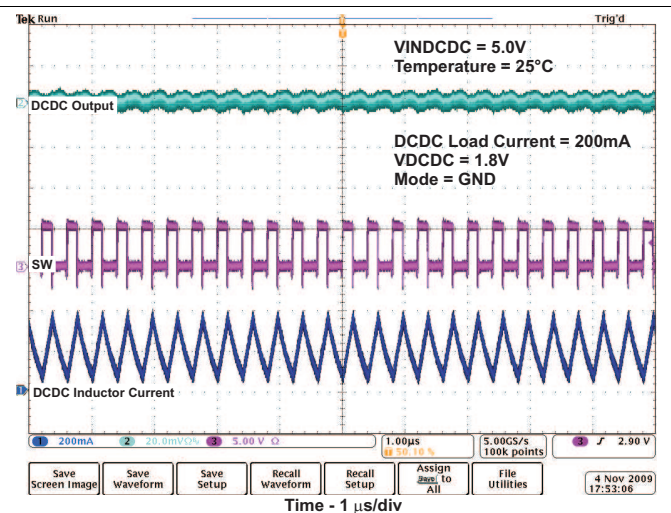 Tek Run
Trig'd
VINDCDC = 5.0V
Temperature = 25°C
DCDC Output
DCDC Load Current = 200mA
VDCDC = 1.8V
Mode = GND
SW
DCDC Inductor Current
1 200mA 2 20.0mVΩ 3 5.00 V Ω
1.00µs
50.10 %
5.00GS/s
100k points
3 2.90 V
Save Screen Image
Save Waveform
Save Setup
Recall Waveform
Recall Setup
Assign Save to All
File Utilities
4 Nov 2009
17:53:06
Time - 1 µs/div